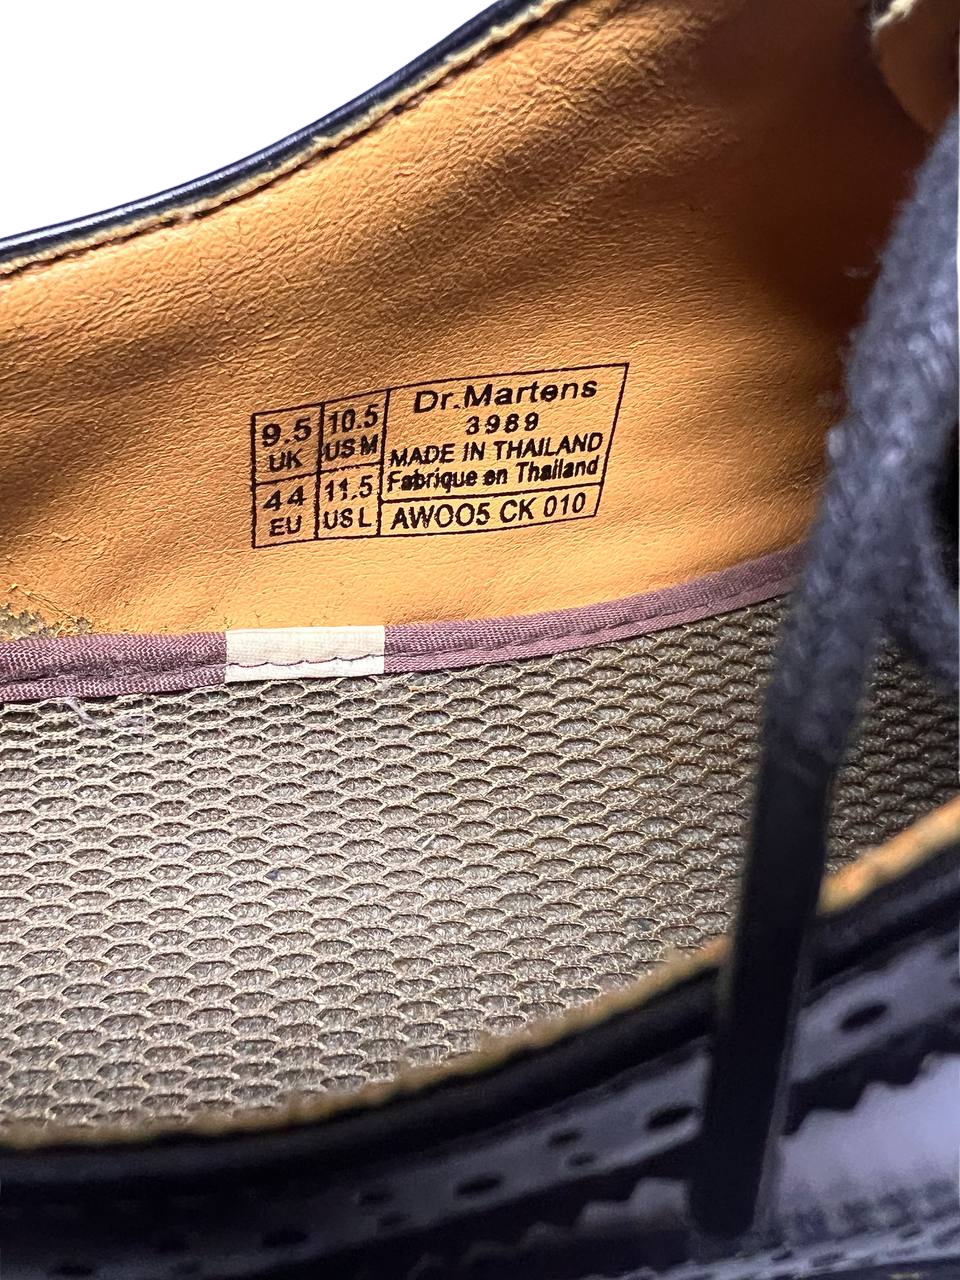 9.5
UK
10.5
US M
44
EU
11.5
US L
Dr.Martens
3989
MADE IN THAILAND
Fabrique en Thailand
AW005 CK 010